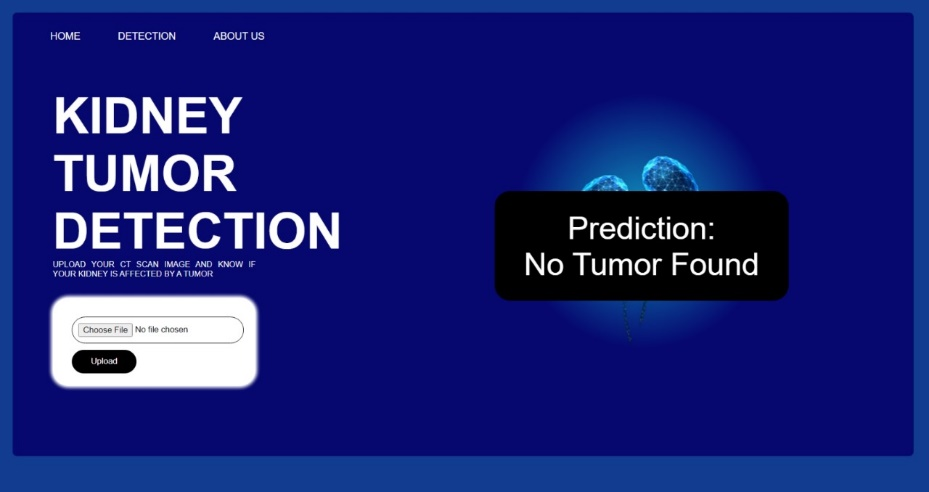 HOME DETECTION ABOUT US
KIDNEY
TUMOR
DETECTION
UPLOAD YOUR CT SCAN IMAGE AND KNOW IF
YOUR KIDNEY IS AFFECTED BY A TUMOR
Choose File No file chosen
Upload
Prediction:
No Tumor Found